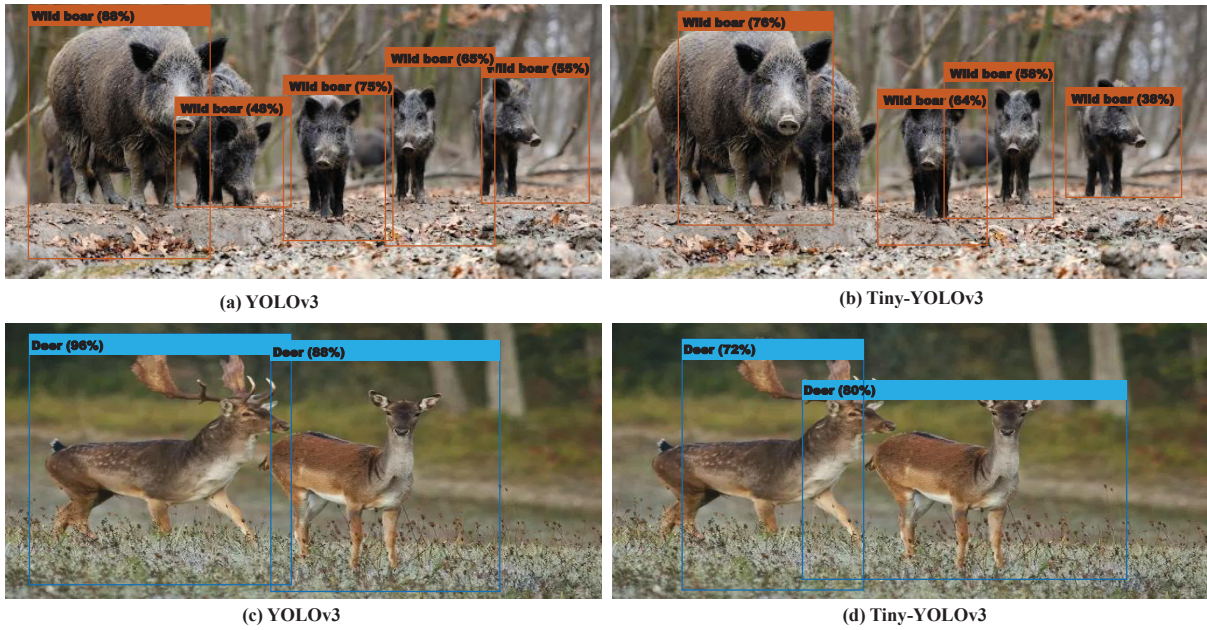 Wild boar (88%)
Wild boar (48%)
Wild boar (75%)
Wild boar (65%)
Wild boar (55%)
Wild boar (76%)
Wild boar (64%)
Wild boar (58%)
Wild boar (38%)
(a) YOLOv3
(b) Tiny-YOLOv3
Deer (96%)
Deer (88%)
Deer (72%)
Deer (80%)
(c) YOLOv3
(d) Tiny-YOLOv3